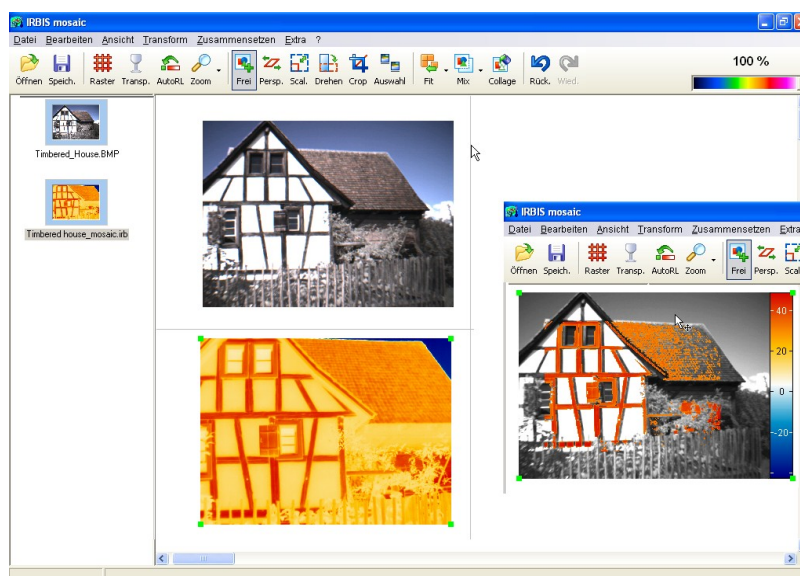 IRBIS mosaic
Datei Bearbeiten Ansicht Transform Zusammensetzen Extra ?
Öffnen Speich. Raster Transp. AutoRL Zoom Frei Persp. Scal. Drehen Crop Auswahl Fit Mix Collage Rück. Wied.
100 %
Timbered_House.BMP
Timbered house_mosaic.irb
IRBIS mosaic
Datei Bearbeiten Ansicht Transform Zusammensetzen Extra
Öffnen Speich. Raster Transp. AutoRL Zoom Frei Persp. Scal
40
20
0
-20